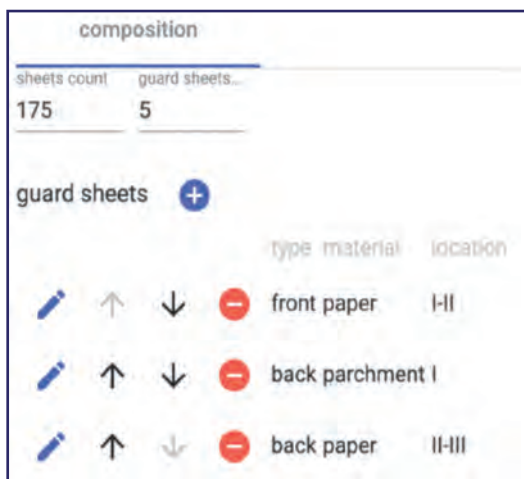 composition
sheets count guard sheets...
175 5
guard sheets
type material location
front paper I-II
back parchment I
back paper II-III